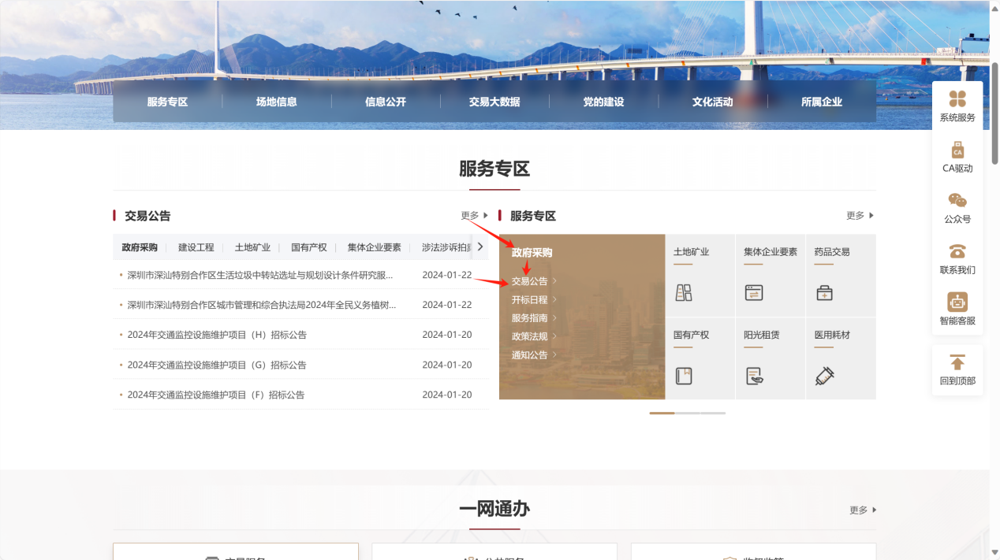 服务专区
场地信息
信息公开
交易大数据
党的建设
文化活动
所属企业
系统服务
CA
CA驱动
公众号
联系我们
智能客服
回到顶部
服务专区
交易公告
更多
政府采购
建设工程
土地矿业
国有产权
集体企业要素
涉法涉诉拍卖
深圳市深汕特别合作区生活垃圾中转站选址与规划设计条件研究服... 2024-01-22
深圳市深汕特别合作区城市管理和综合执法局2024年全民义务植树... 2024-01-22
2024年交通监控设施维护项目（H）招标公告 2024-01-20
2024年交通监控设施维护项目（G）招标公告 2024-01-20
2024年交通监控设施维护项目（F）招标公告 2024-01-20
服务专区
更多
政府采购
交易公告
开标日程
服务指南
政策法规
通知公告
土地矿业
集体企业要素
药品交易
国有产权
阳光租赁
医用耗材
一网通办
更多